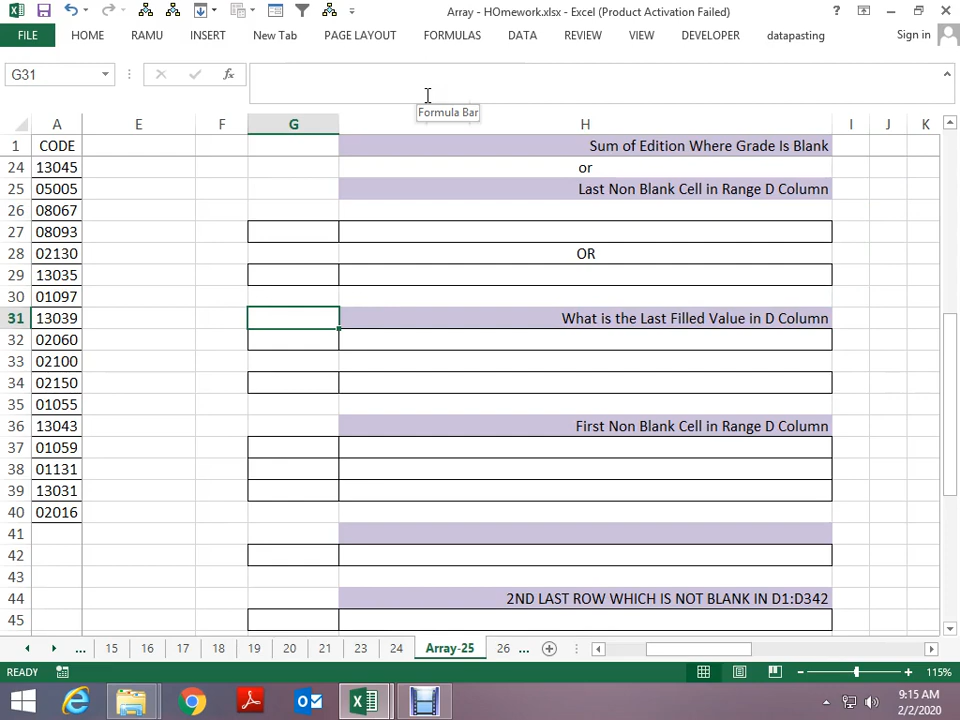 Array - HOmework.xlsx - Excel (Product Activation Failed)
FILE HOME RAMU INSERT New Tab PAGE LAYOUT FORMULAS DATA REVIEW VIEW DEVELOPER datapasting Sign in
G31 fx
Formula Bar
A E F G H I J K
1 CODE Sum of Edition Where Grade Is Blank
24 13045 or
25 05005 Last Non Blank Cell in Range D Column
26 08067
27 08093
28 02130 OR
29 13035
30 01097
31 13039 What is the Last Filled Value in D Column
32 02060
33 02100
34 02150
35 01055
36 13043 First Non Blank Cell in Range D Column
37 01059
38 01131
39 13031
40 02016
41
42
43
44 2ND LAST ROW WHICH IS NOT BLANK IN D1:D342
45
... 15 16 17 18 19 20 21 23 24 Array-25 26 ...
READY 115%
9:15 AM
2/2/2020